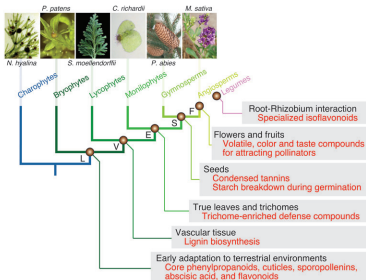 P. patens C. richardii M. sativa
N. hyalina S. moellendorffii P. abies
Charophytes
Bryophytes
Lycophytes
Monilophytes
Gymnosperms
Angiosperms
Legumes
F
S
E
V
L
Root-Rhizobium interaction
Specialized isoflavonoids
Flowers and fruits
Volatile, color and taste compounds
for attracting pollinators
Seeds
Condensed tannins
Starch breakdown during germination
True leaves and trichomes
Trichome-enriched defense compounds
Vascular tissue
Lignin biosynthesis
Early adaptation to terrestrial environments
Core phenylpropanoids, cuticles, sporopollenins,
abscisic acid, and flavonoids